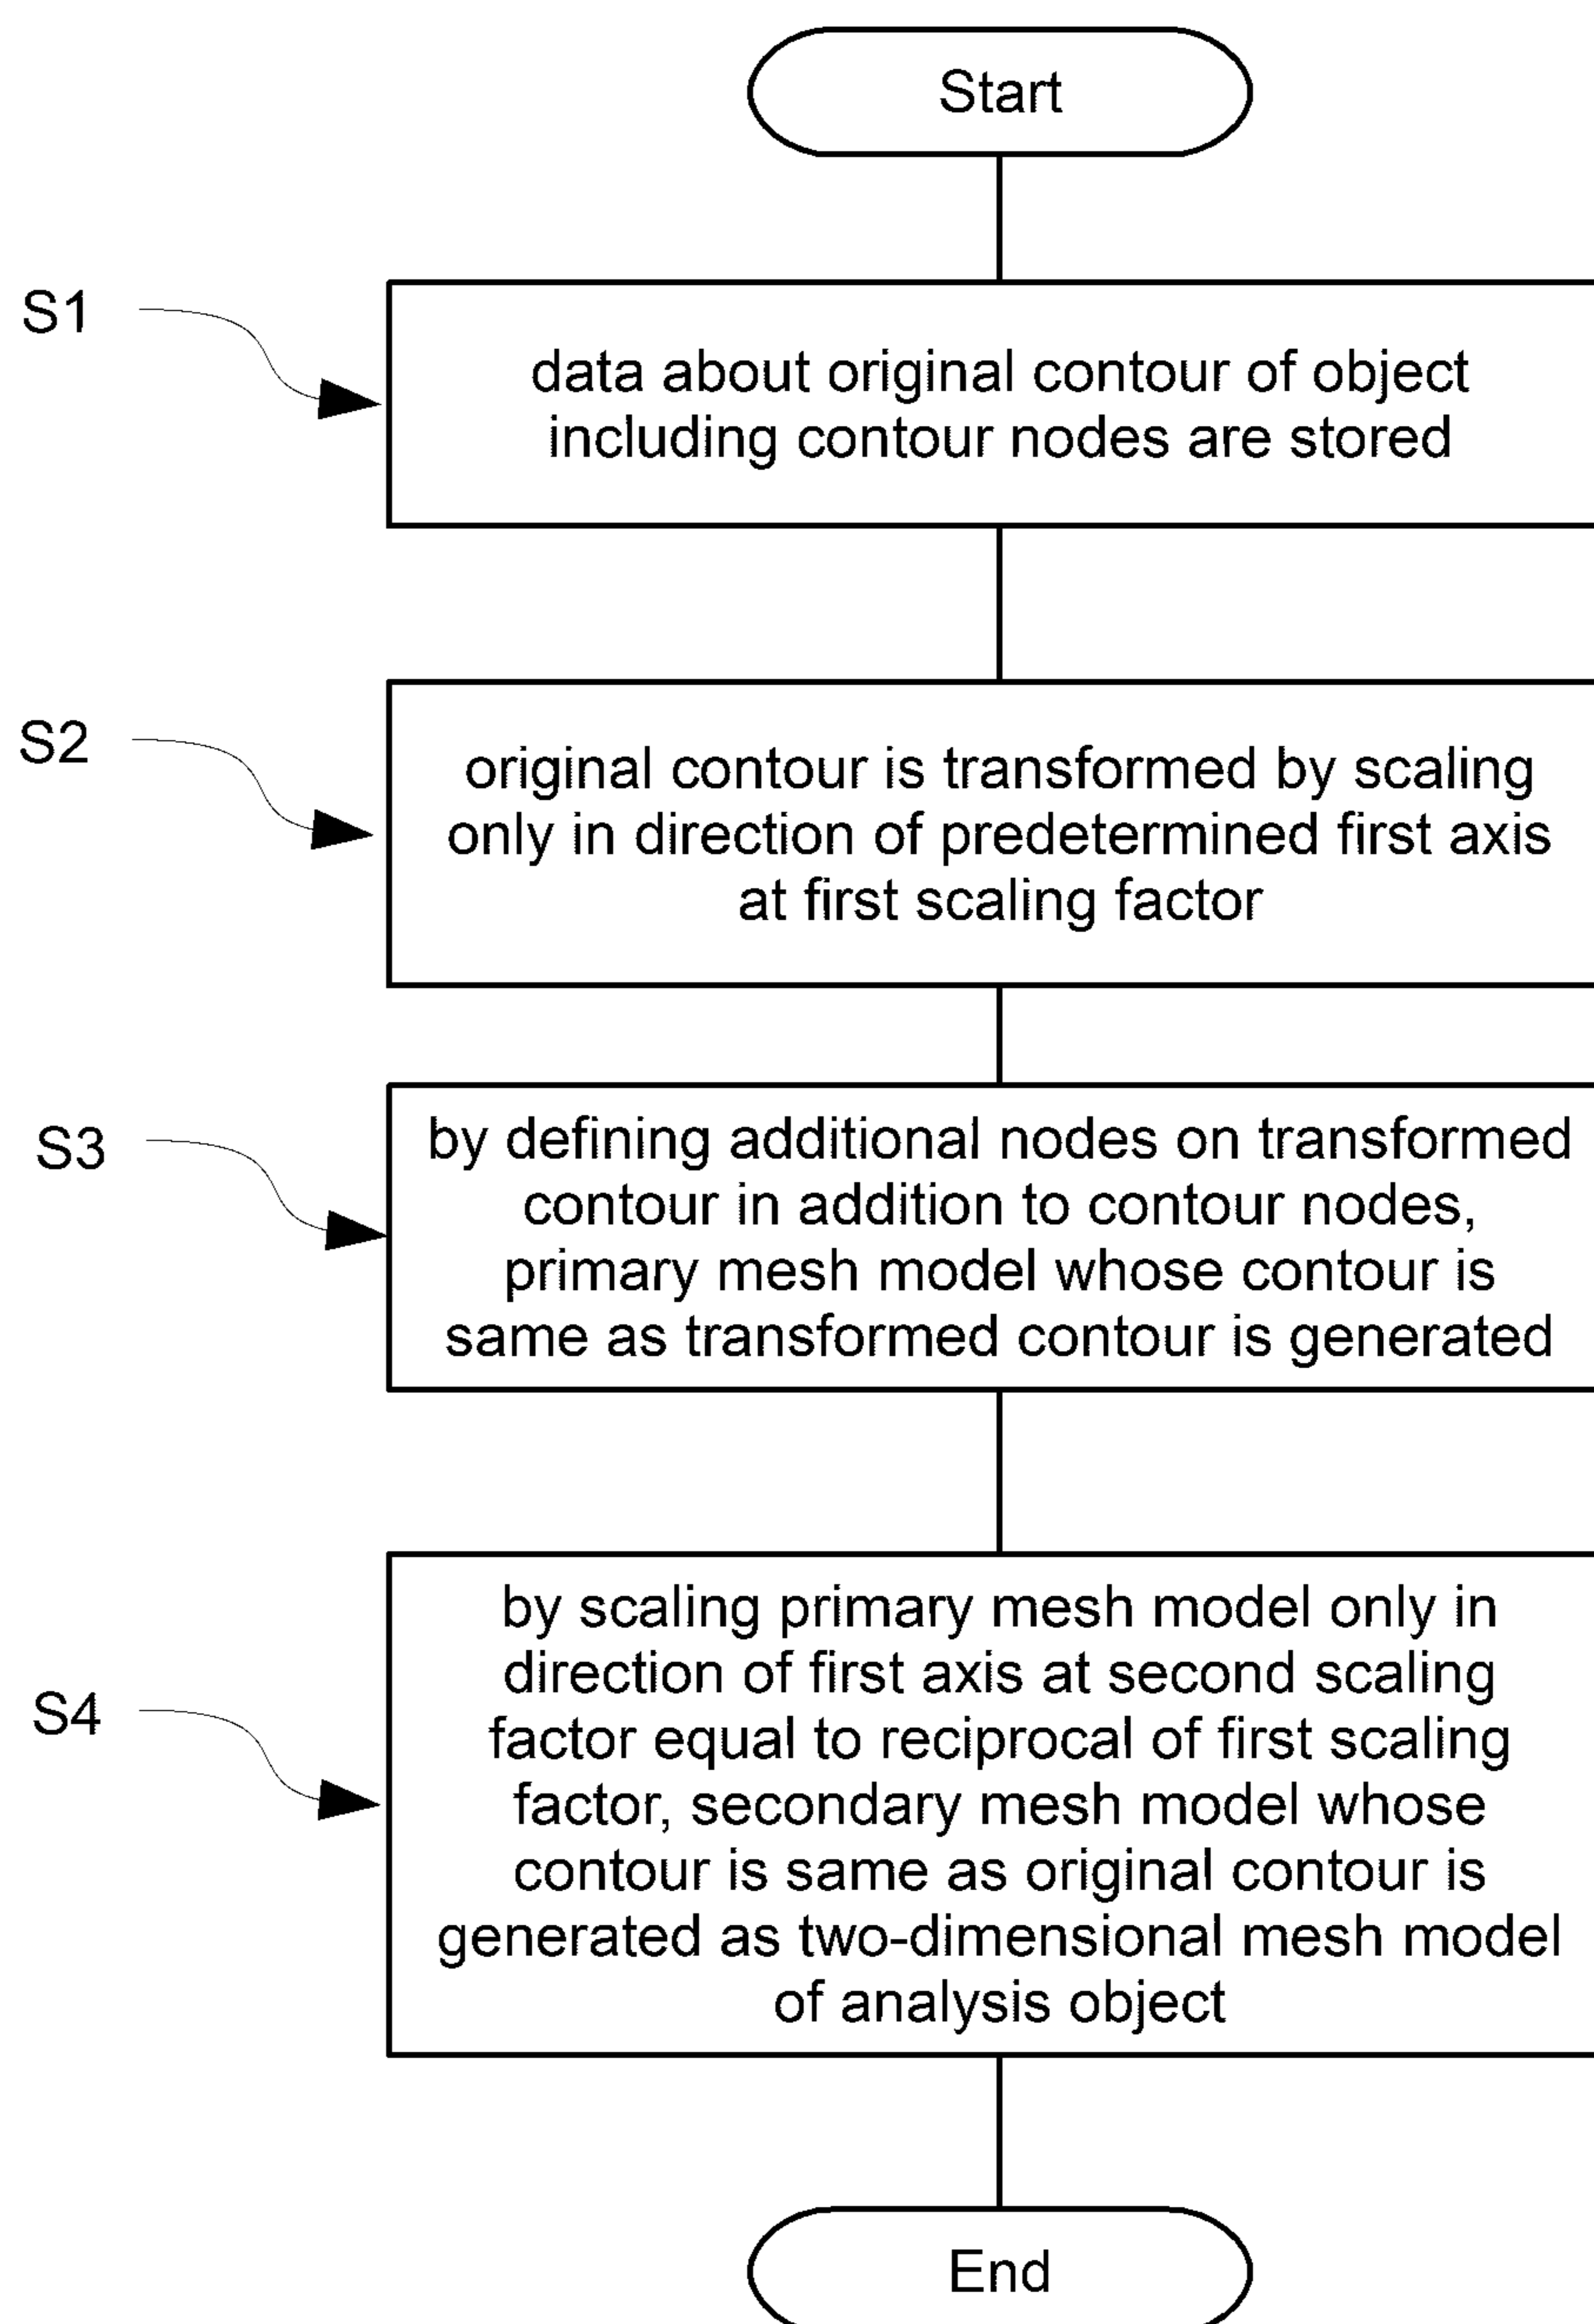 Start
S1
data about original contour of object
including contour nodes are stored
S2
original contour is transformed by scaling
only in direction of predetermined first axis
at first scaling factor
S3
by defining additional nodes on transformed
contour in addition to contour nodes,
primary mesh model whose contour is
same as transformed contour is generated
S4
by scaling primary mesh model only in
direction of first axis at second scaling
factor equal to reciprocal of first scaling
factor, secondary mesh model whose
contour is same as original contour is
generated as two-dimensional mesh model
of analysis object
End